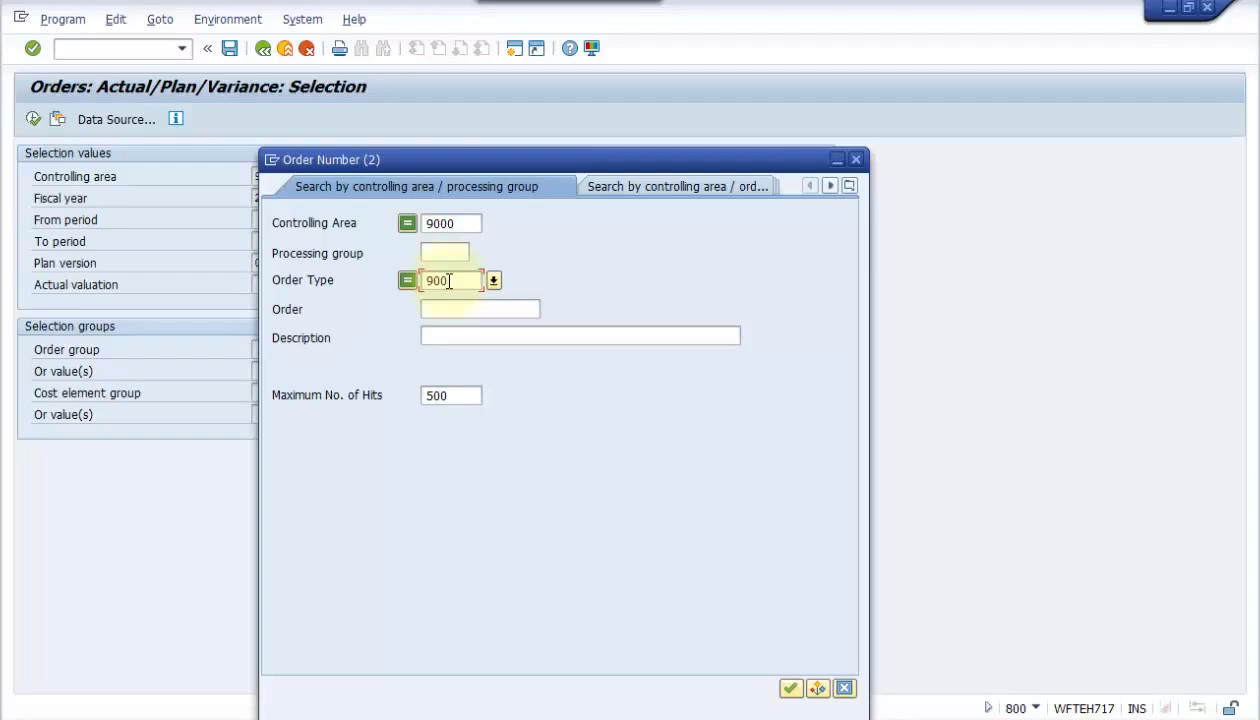 Program Edit Goto Environment System Help
Orders: Actual/Plan/Variance: Selection
Data Source...
Selection values
Controlling area
Fiscal year
From period
To period
Plan version
Actual valuation
Selection groups
Order group
Or value(s)
Cost element group
Or value(s)
Order Number (2)
Search by controlling area / processing group
Search by controlling area / ord...
Controlling Area 9000
Processing group
Order Type 900
Order
Description
Maximum No. of Hits 500
800 WFTEH717 INS